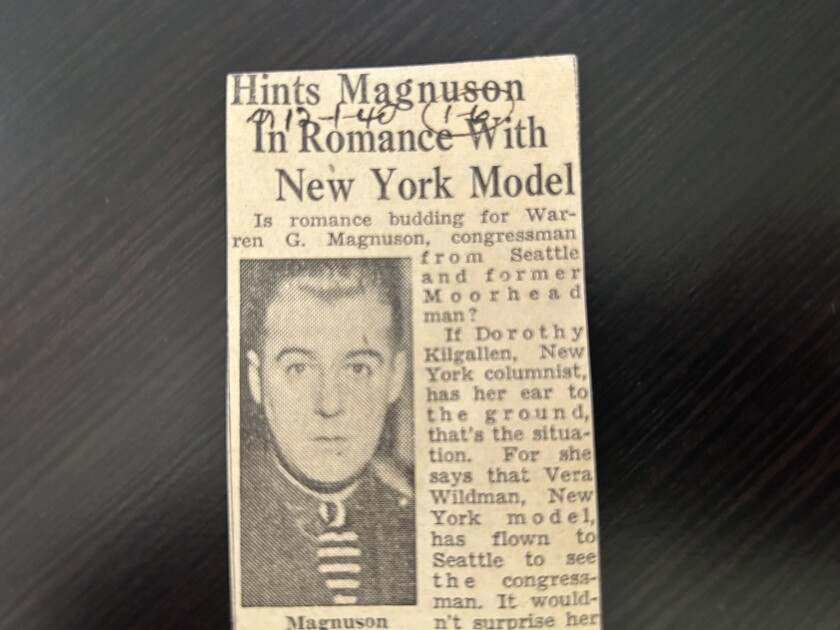 Hints Magnuson
12-1-40
In Romance With
New York Model
Is romance budding for War-
ren G. Magnuson, congressman
from Seattle
and former
Moorhead
man?
If Dorothy
Kilgallen, New
York columnist,
has her ear to
the ground,
that's the situa-
tion. For she
says that Vera
Wildman, New
York model,
has flown to
Seattle to see
the congress-
man. It would-
n't surprise her
Magnuson